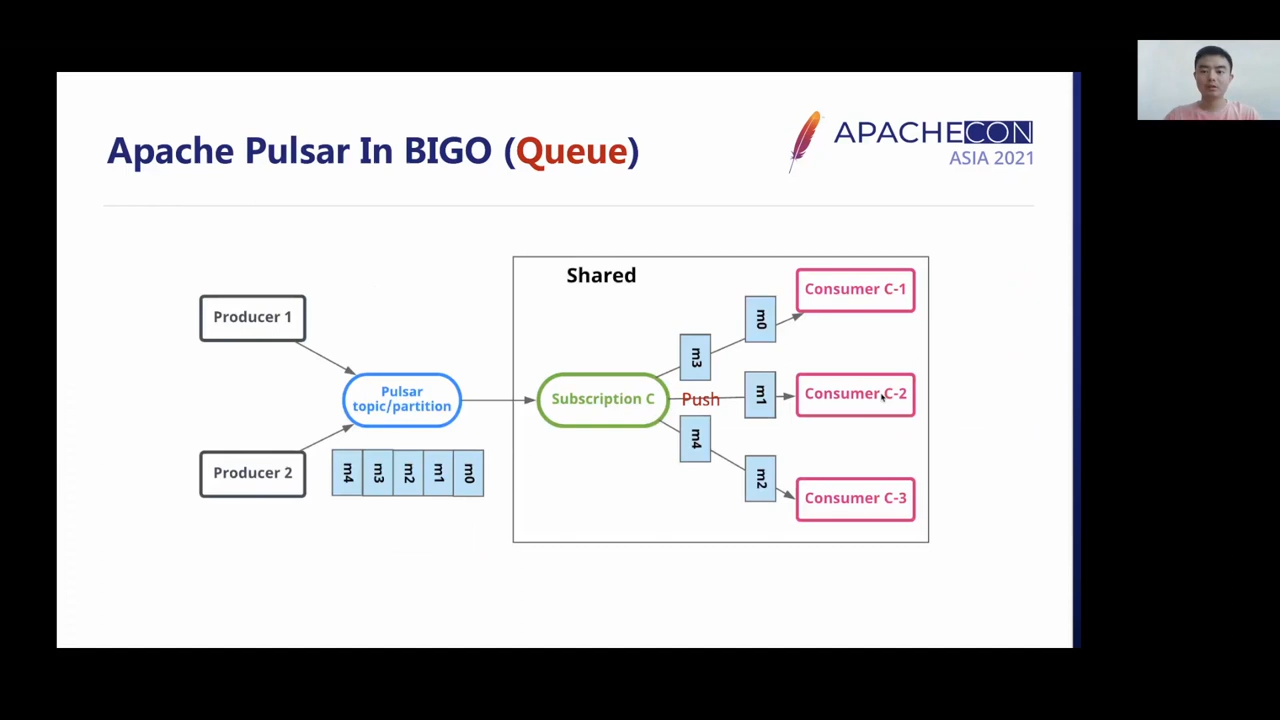 Apache Pulsar In BIGO (Queue)
APACHECON
ASIA 2021
Shared
Producer 1
Producer 2
Pulsar
topic/partition
m4 m3 m2 m1 m0
Subscription C
Push
m3
m0
m1
m4
m2
Consumer C-1
Consumer C-2
Consumer C-3